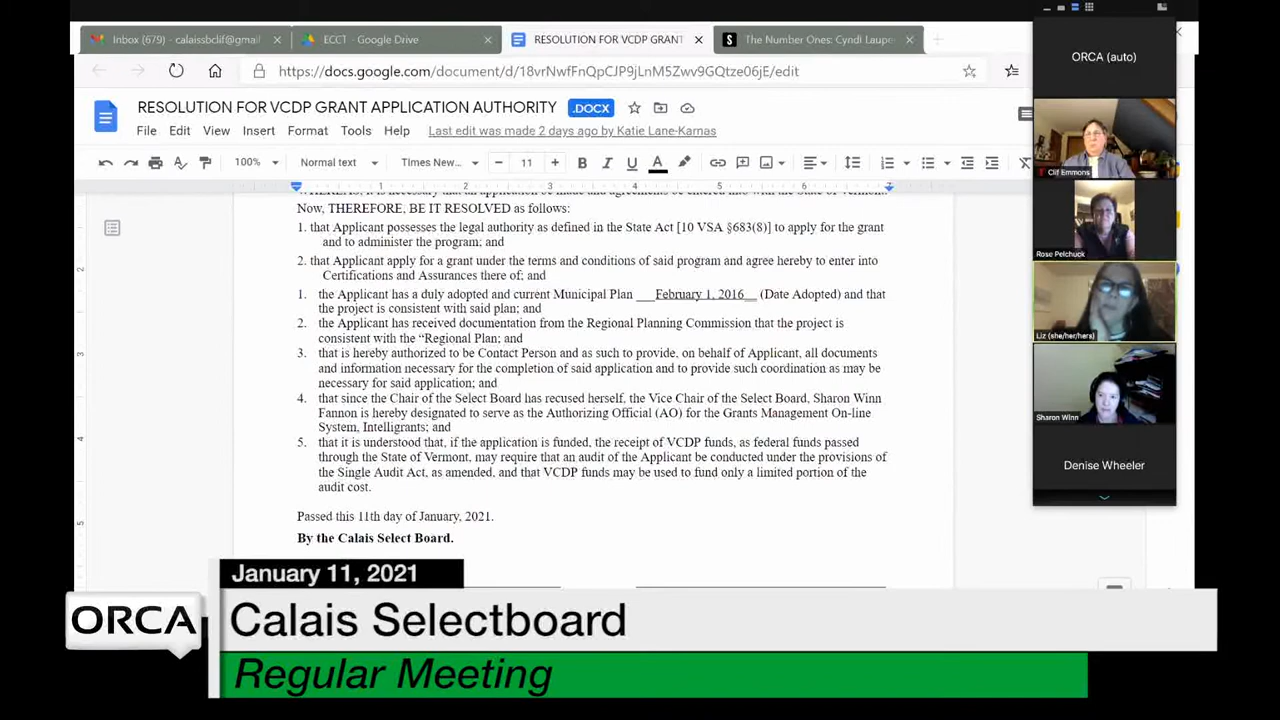 Inbox (679) - calaissbclif@gmail
ECCT - Google Drive
RESOLUTION FOR VCDP GRANT
The Number Ones: Cyndi Laupe
https://docs.google.com/document/d/18vrNwfFnQpCJP9jLnM5Zwv9GQtze06jE/edit
RESOLUTION FOR VCDP GRANT APPLICATION AUTHORITY .DOCX
File Edit View Insert Format Tools Help Last edit was made 2 days ago by Katie Lane-Karnas
100% Normal text Times New... 11 B I U A
1 2 3 4 5 6 7
Now, THEREFORE, BE IT RESOLVED as follows:
1. that Applicant possesses the legal authority as defined in the State Act [10 VSA §683(8)] to apply for the grant
and to administer the program; and
2. that Applicant apply for a grant under the terms and conditions of said program and agree hereby to enter into
Certifications and Assurances there of; and
1. the Applicant has a duly adopted and current Municipal Plan ___February 1, 2016__ (Date Adopted) and that
the project is consistent with said plan; and
2. the Applicant has received documentation from the Regional Planning Commission that the project is
consistent with the “Regional Plan; and
3. that is hereby authorized to be Contact Person and as such to provide, on behalf of Applicant, all documents
and information necessary for the completion of said application and to provide such coordination as may be
necessary for said application; and
4. that since the Chair of the Select Board has recused herself, the Vice Chair of the Select Board, Sharon Winn
Fannon is hereby designated to serve as the Authorizing Official (AO) for the Grants Management On-line
System, Intelligrants; and
5. that it is understood that, if the application is funded, the receipt of VCDP funds, as federal funds passed
through the State of Vermont, may require that an audit of the Applicant be conducted under the provisions of
the Single Audit Act, as amended, and that VCDP funds may be used to fund only a limited portion of the
audit cost.
Passed this 11th day of January, 2021.
By the Calais Select Board.
2
3
4
5
ORCA (auto)
Clif Emmons
Rose Pelchuck
Liz (she/her/hers)
Sharon Winn
Denise Wheeler
January 11, 2021
ORCA
Calais Selectboard
Regular Meeting